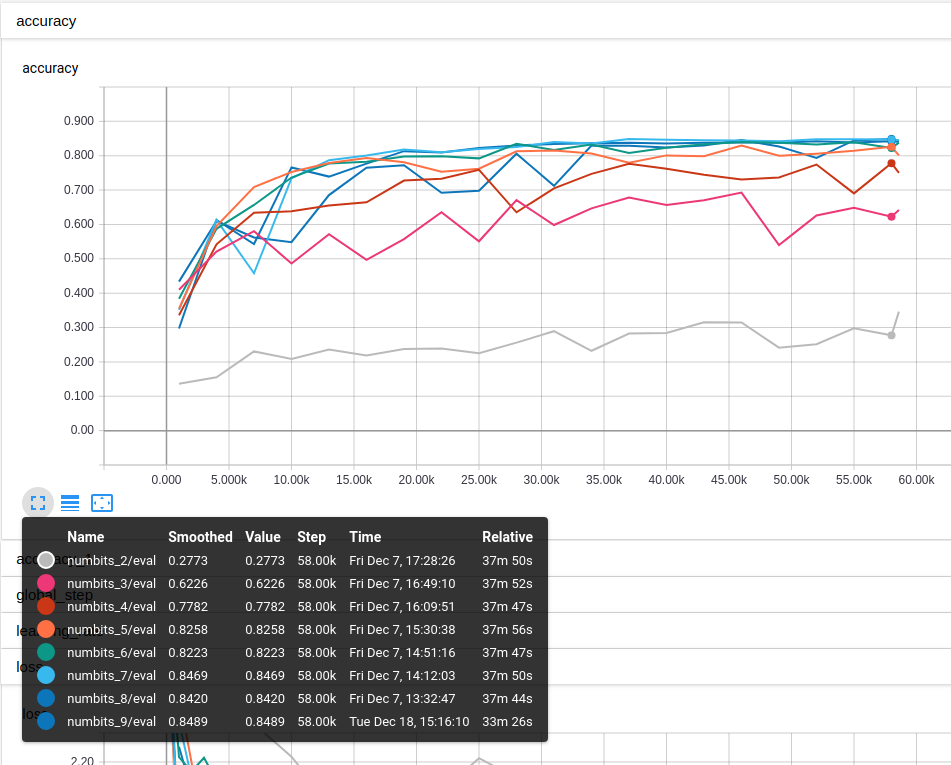 accuracy
accuracy
0.900
0.800
0.700
0.600
0.500
0.400
0.300
0.200
0.100
0.00
0.000 5.000k 10.00k 15.00k 20.00k 25.00k 30.00k 35.00k 40.00k 45.00k 50.00k 55.00k 60.00k
Name Smoothed Value Step Time Relative
numbits_2/eval 0.2773 0.2773 58.00k Fri Dec 7, 17:28:26 37m 50s
numbits_3/eval 0.6226 0.6226 58.00k Fri Dec 7, 16:49:10 37m 52s
global_step
numbits_4/eval 0.7782 0.7782 58.00k Fri Dec 7, 16:09:51 37m 47s
numbits_5/eval 0.8258 0.8258 58.00k Fri Dec 7, 15:30:38 37m 56s
numbits_6/eval 0.8223 0.8223 58.00k Fri Dec 7, 14:51:16 37m 47s
loss
numbits_7/eval 0.8469 0.8469 58.00k Fri Dec 7, 14:12:03 37m 50s
numbits_8/eval 0.8420 0.8420 58.00k Fri Dec 7, 13:32:47 37m 44s
loss
numbits_9/eval 0.8489 0.8489 58.00k Tue Dec 18, 15:16:10 33m 26s
2.20